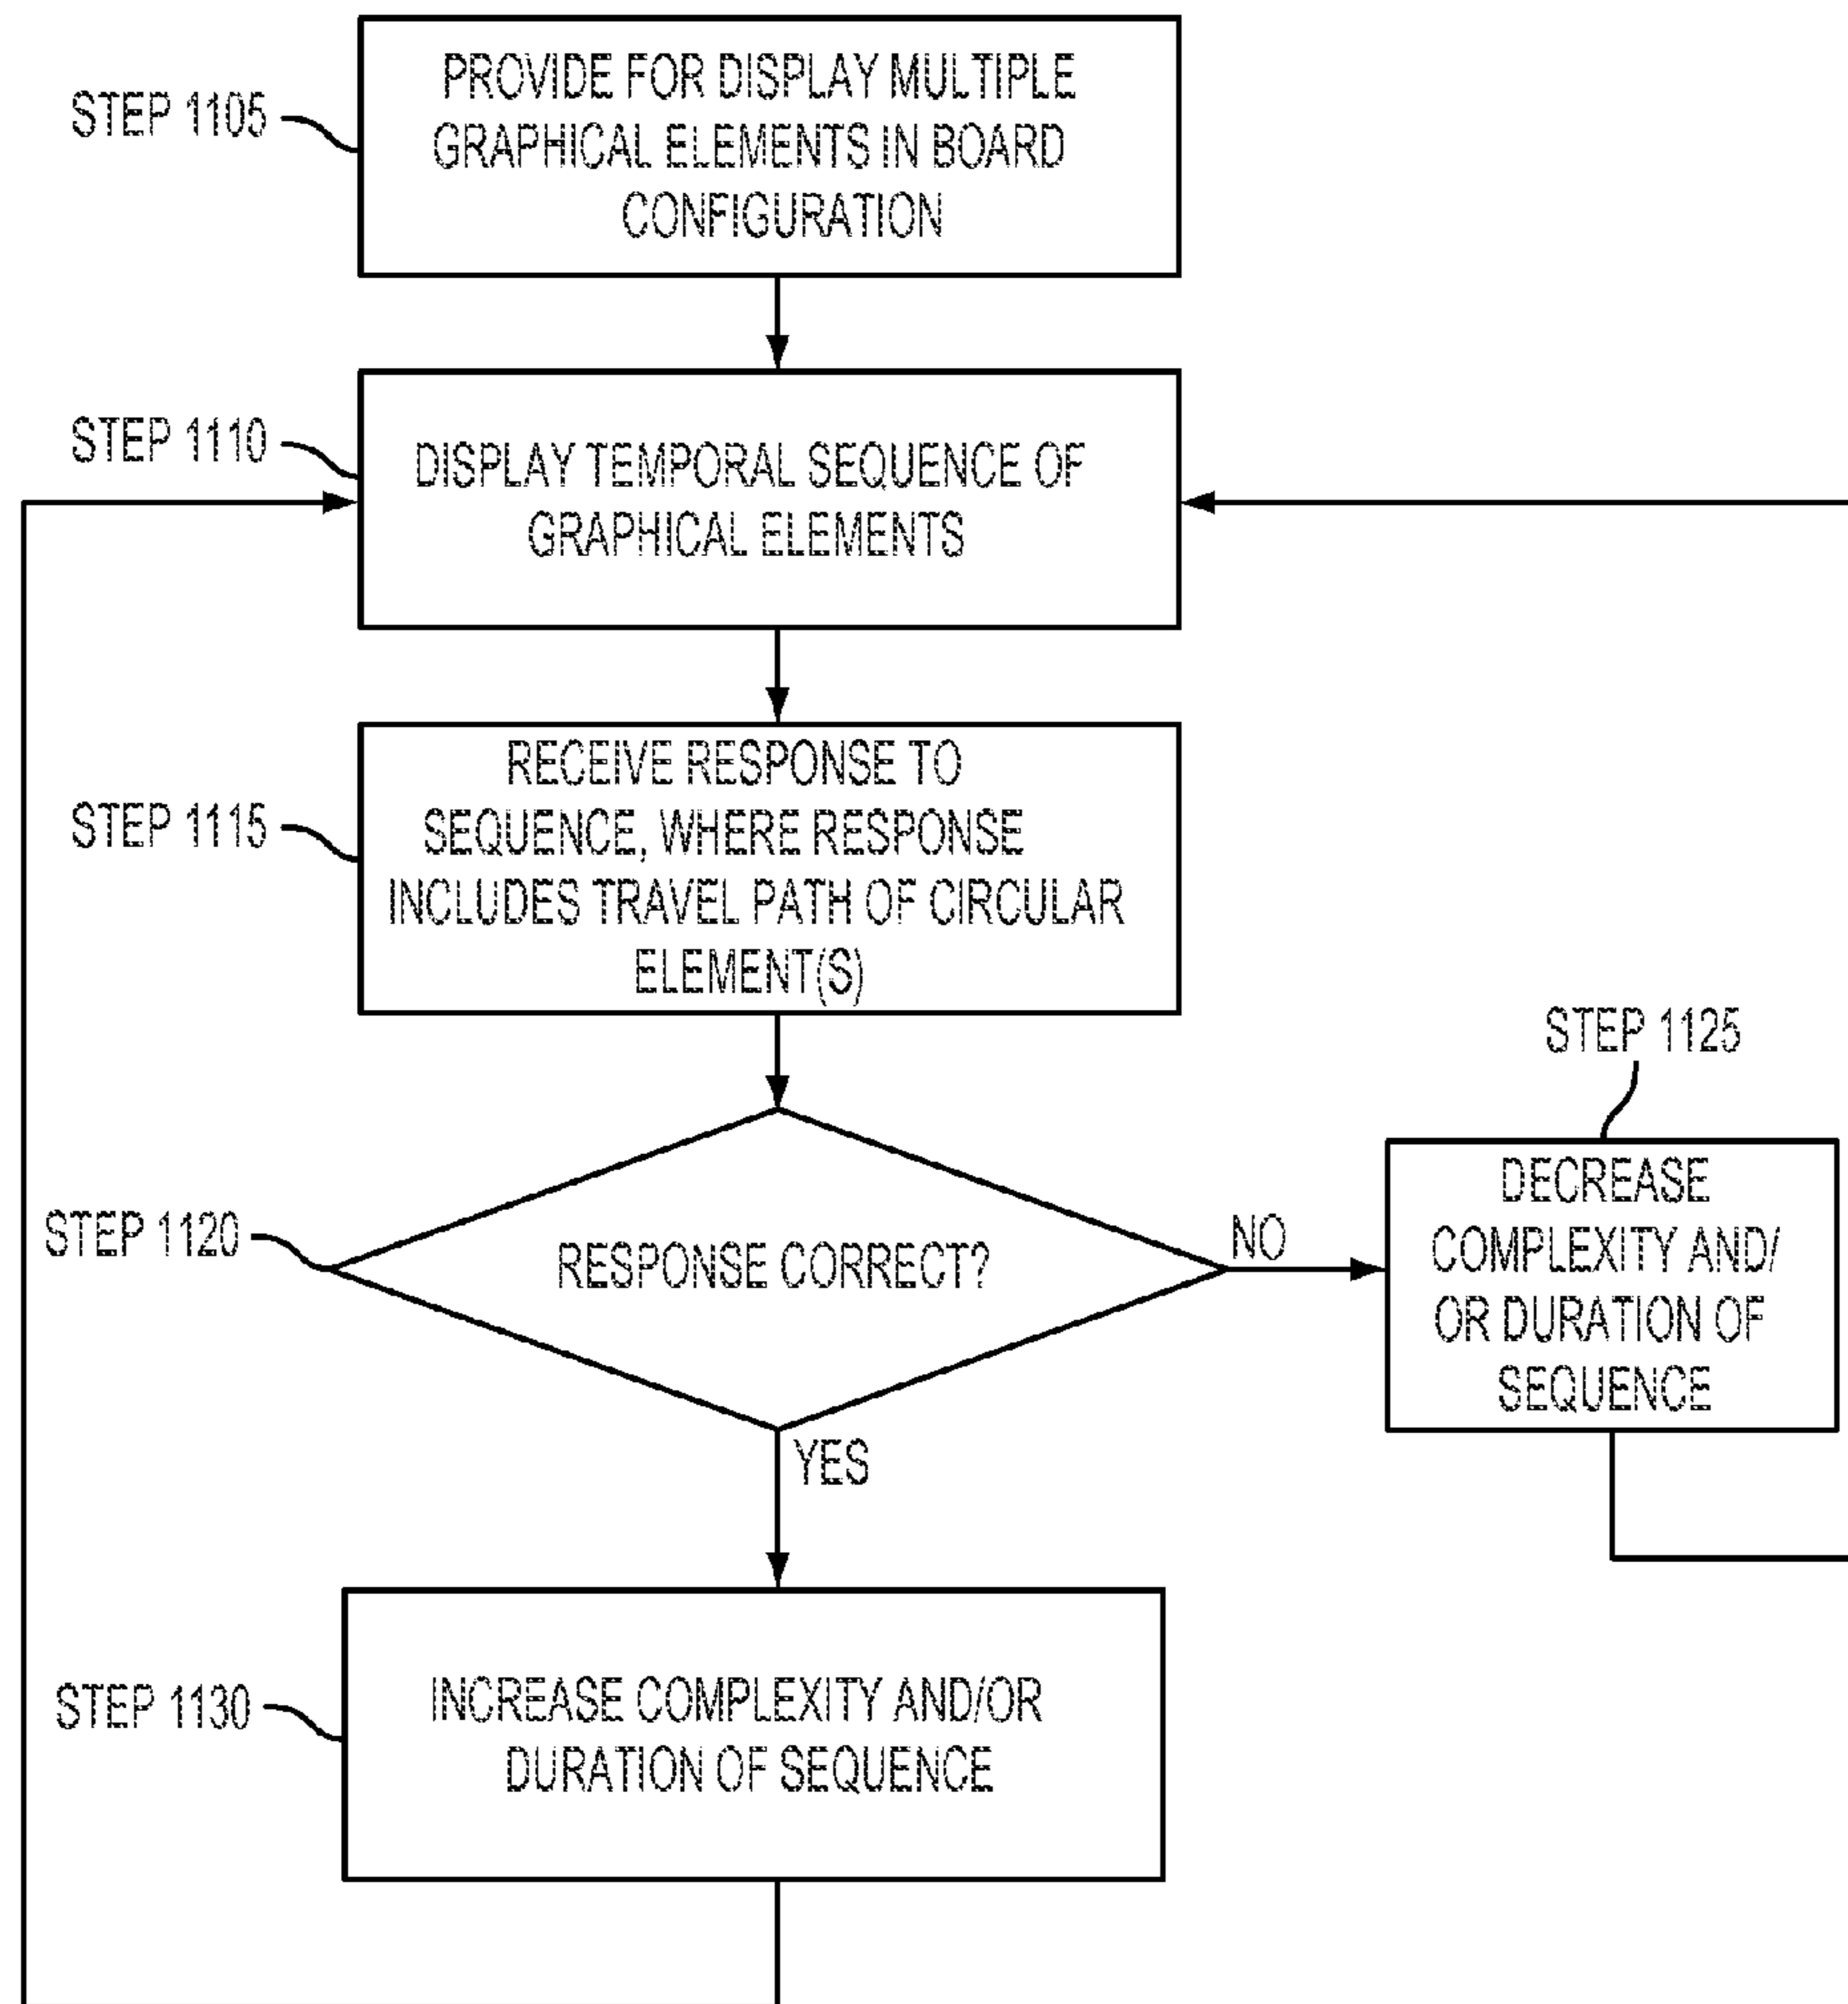 STEP 1105
PROVIDE FOR DISPLAY MULTIPLE
GRAPHICAL ELEMENTS IN BOARD
CONFIGURATION
STEP 1110
DISPLAY TEMPORAL SEQUENCE OF
GRAPHICAL ELEMENTS
STEP 1115
RECEIVE RESPONSE TO
SEQUENCE, WHERE RESPONSE
INCLUDES TRAVEL PATH OF CIRCULAR
ELEMENT(S)
STEP 1120
RESPONSE CORRECT?
NO
STEP 1125
DECREASE
COMPLEXITY AND/
OR DURATION OF
SEQUENCE
YES
STEP 1130
INCREASE COMPLEXITY AND/OR
DURATION OF SEQUENCE